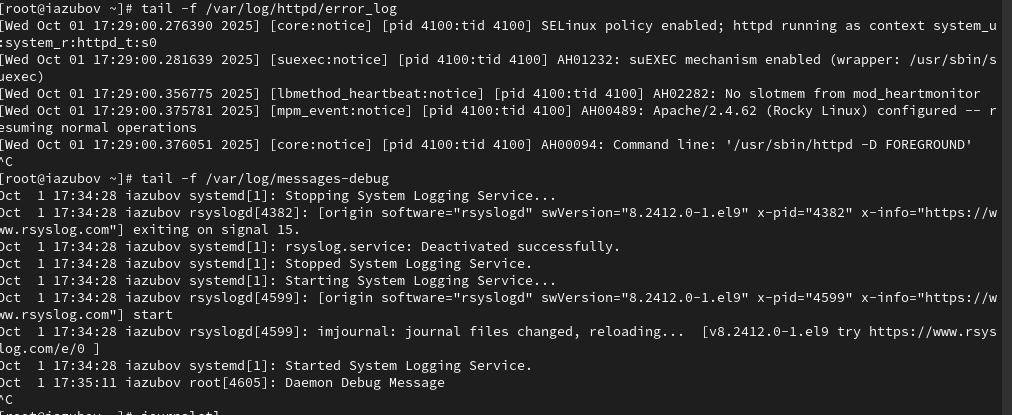 [root@iazubov ~]# tail -f /var/log/httpd/error_log
[Wed Oct 01 17:29:00.276390 2025] [core:notice] [pid 4100:tid 4100] SELinux policy enabled; httpd running as context system_u
:system_r:httpd_t:s0
[Wed Oct 01 17:29:00.281639 2025] [suexec:notice] [pid 4100:tid 4100] AH01232: suEXEC mechanism enabled (wrapper: /usr/sbin/s
uexec)
[Wed Oct 01 17:29:00.356775 2025] [lbmethod_heartbeat:notice] [pid 4100:tid 4100] AH02282: No slotmem from mod_heartmonitor
[Wed Oct 01 17:29:00.375781 2025] [mpm_event:notice] [pid 4100:tid 4100] AH00489: Apache/2.4.62 (Rocky Linux) configured -- r
esuming normal operations
[Wed Oct 01 17:29:00.376051 2025] [core:notice] [pid 4100:tid 4100] AH00094: Command line: '/usr/sbin/httpd -D FOREGROUND'
^C
[root@iazubov ~]# tail -f /var/log/messages-debug
Oct  1 17:34:28 iazubov systemd[1]: Stopping System Logging Service...
Oct  1 17:34:28 iazubov rsyslogd[4382]: [origin software="rsyslogd" swVersion="8.2412.0-1.el9" x-pid="4382" x-info="https://w
ww.rsyslog.com"] exiting on signal 15.
Oct  1 17:34:28 iazubov systemd[1]: rsyslog.service: Deactivated successfully.
Oct  1 17:34:28 iazubov systemd[1]: Stopped System Logging Service.
Oct  1 17:34:28 iazubov systemd[1]: Starting System Logging Service...
Oct  1 17:34:28 iazubov rsyslogd[4599]: [origin software="rsyslogd" swVersion="8.2412.0-1.el9" x-pid="4599" x-info="https://w
ww.rsyslog.com"] start
Oct  1 17:34:28 iazubov rsyslogd[4599]: imjournal: journal files changed, reloading...  [v8.2412.0-1.el9 try https://www.rsys
log.com/e/0 ]
Oct  1 17:34:28 iazubov systemd[1]: Started System Logging Service.
Oct  1 17:35:11 iazubov root[4605]: Daemon Debug Message
^C